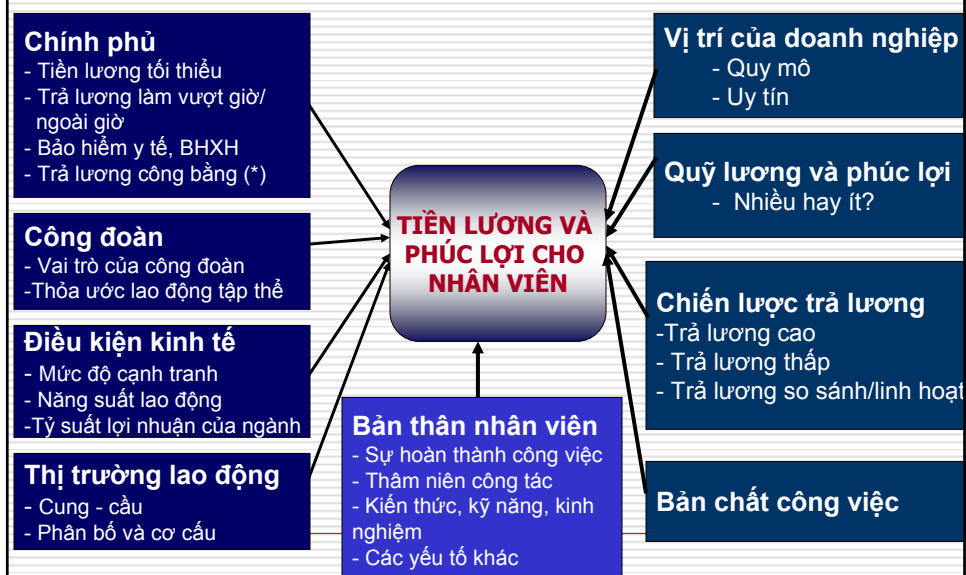 Chính phủ
- Tiền lương tối thiểu
- Trả lương làm vượt giờ/
ngoài giờ
- Bảo hiểm y tế, BHXH
- Trả lương công bằng (*)
Công đoàn
- Vai trò của công đoàn
-Thỏa ước lao động tập thể
Điều kiện kinh tế
- Mức độ cạnh tranh
- Năng suất lao động
-Tỷ suất lợi nhuận của ngành
Thị trường lao động
- Cung - cầu
- Phân bố và cơ cấu
TIỀN LƯƠNG VÀ
PHÚC LỢI CHO
NHÂN VIÊN
Bản thân nhân viên
- Sự hoàn thành công việc
- Thâm niên công tác
- Kiến thức, kỹ năng, kinh
nghiệm
- Các yếu tố khác
Vị trí của doanh nghiệp
- Quy mô
- Uy tín
Quỹ lương và phúc lợi
- Nhiều hay ít?
Chiến lược trả lương
-Trả lương cao
- Trả lương thấp
- Trả lương so sánh/linh hoạt
Bản chất công việc